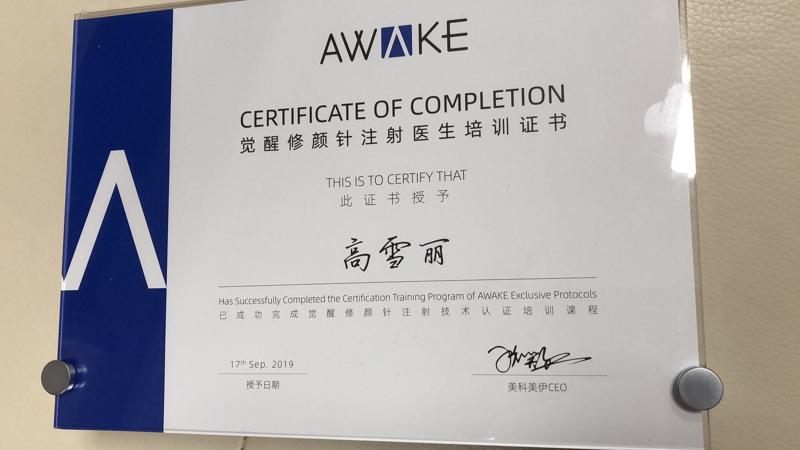 AWAKE
CERTIFICATE OF COMPLETION
觉醒修颜针注射医生培训证书
THIS IS TO CERTIFY THAT
此证书授予
高雪丽
Has Successfully Completed the Certification Training Program of AWAKE Exclusive Protocols
已成功完成觉醒修颜针注射技术认证培训课程
17th Sep. 2019
授予日期
美科美伊CEO